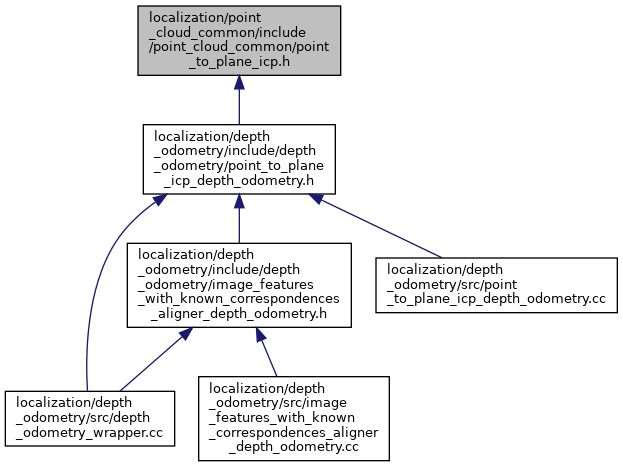 localization/point
_cloud_common/include
/point_cloud_common/point
_to_plane_icp.h
localization/depth
_odometry/include/depth
_odometry/point_to_plane
_icp_depth_odometry.h
localization/depth
_odometry/include/depth
_odometry/image_features
_with_known_correspondences
_aligner_depth_odometry.h
localization/depth
_odometry/src/point
_to_plane_icp_depth_odometry.cc
localization/depth
_odometry/src/depth
_odometry_wrapper.cc
localization/depth
_odometry/src/image
_features_with_known
_correspondences_aligner
_depth_odometry.cc